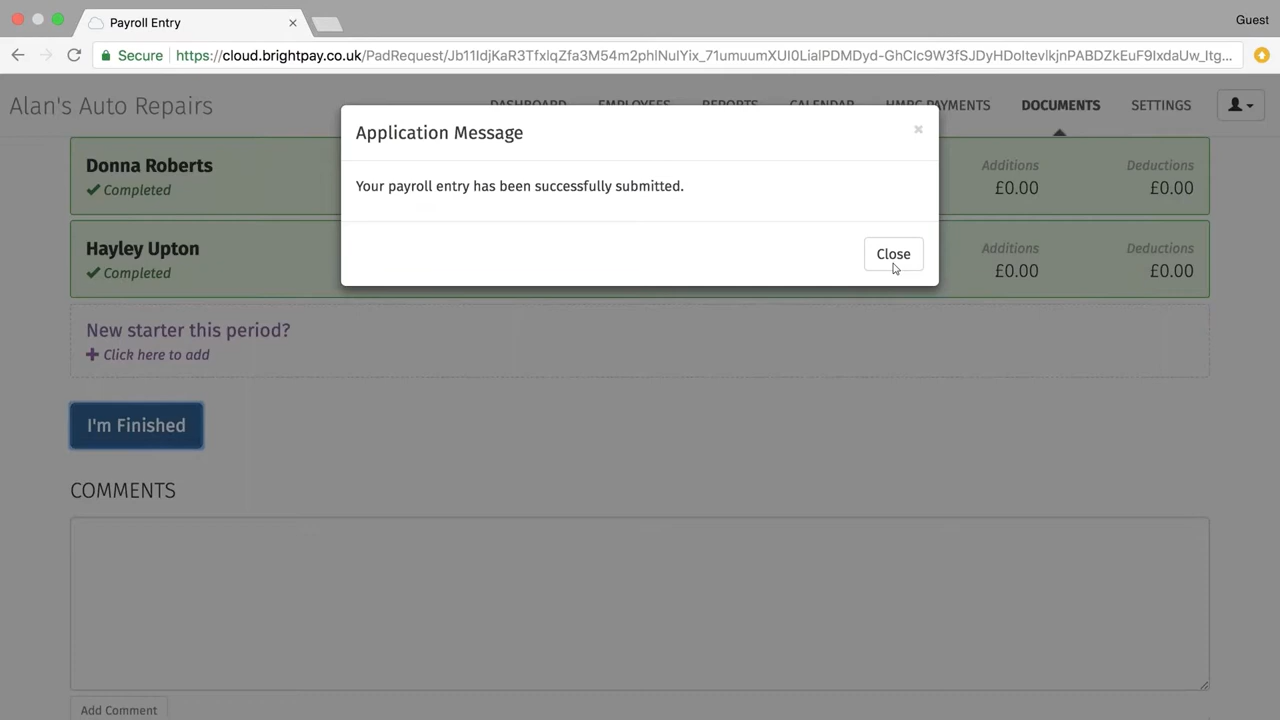 Payroll Entry
Guest
Secure https://cloud.brightpay.co.uk/PadRequest/Jb11IdjKaR3TfxlqZfa3M54m2phlNulYix_71umuumXUI0LialPDMDyd-GhClc9W3fSJDyHDoItevlkjnPABDZkEuF9IxdaUw_Itg...
Alan's Auto Repairs
DASHBOARD EMPLOYEES REPORTS CALENDAR HMRC PAYMENTS DOCUMENTS SETTINGS
Application Message
Your payroll entry has been successfully submitted.
Close
Donna Roberts
Completed
Additions Deductions
£0.00 £0.00
Hayley Upton
Completed
Additions Deductions
£0.00 £0.00
New starter this period?
Click here to add
I'm Finished
COMMENTS
Add Comment